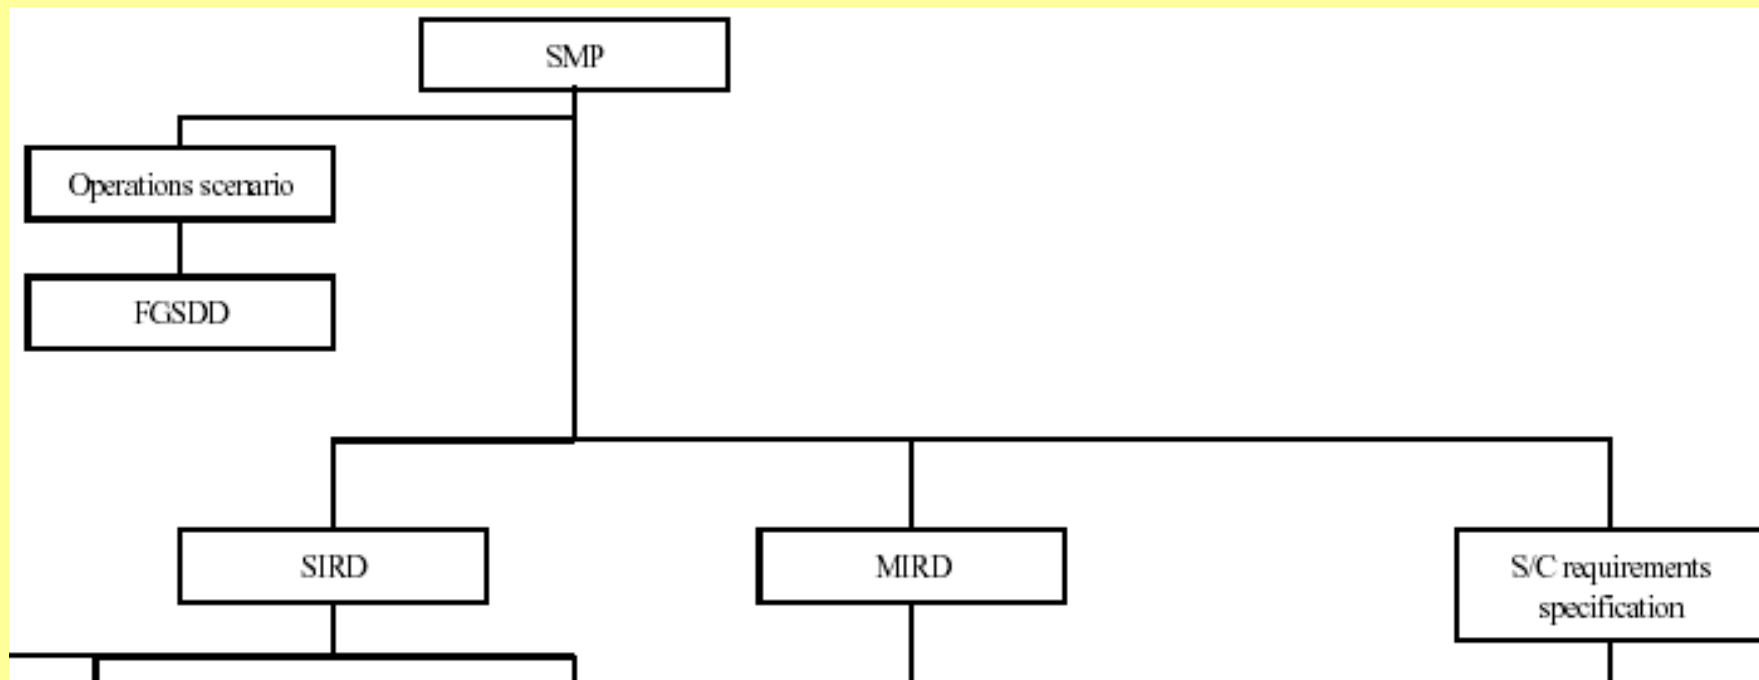 SMP
Operations scenario
FGSDD
SIRD
MIRD
S/C requirements
specification